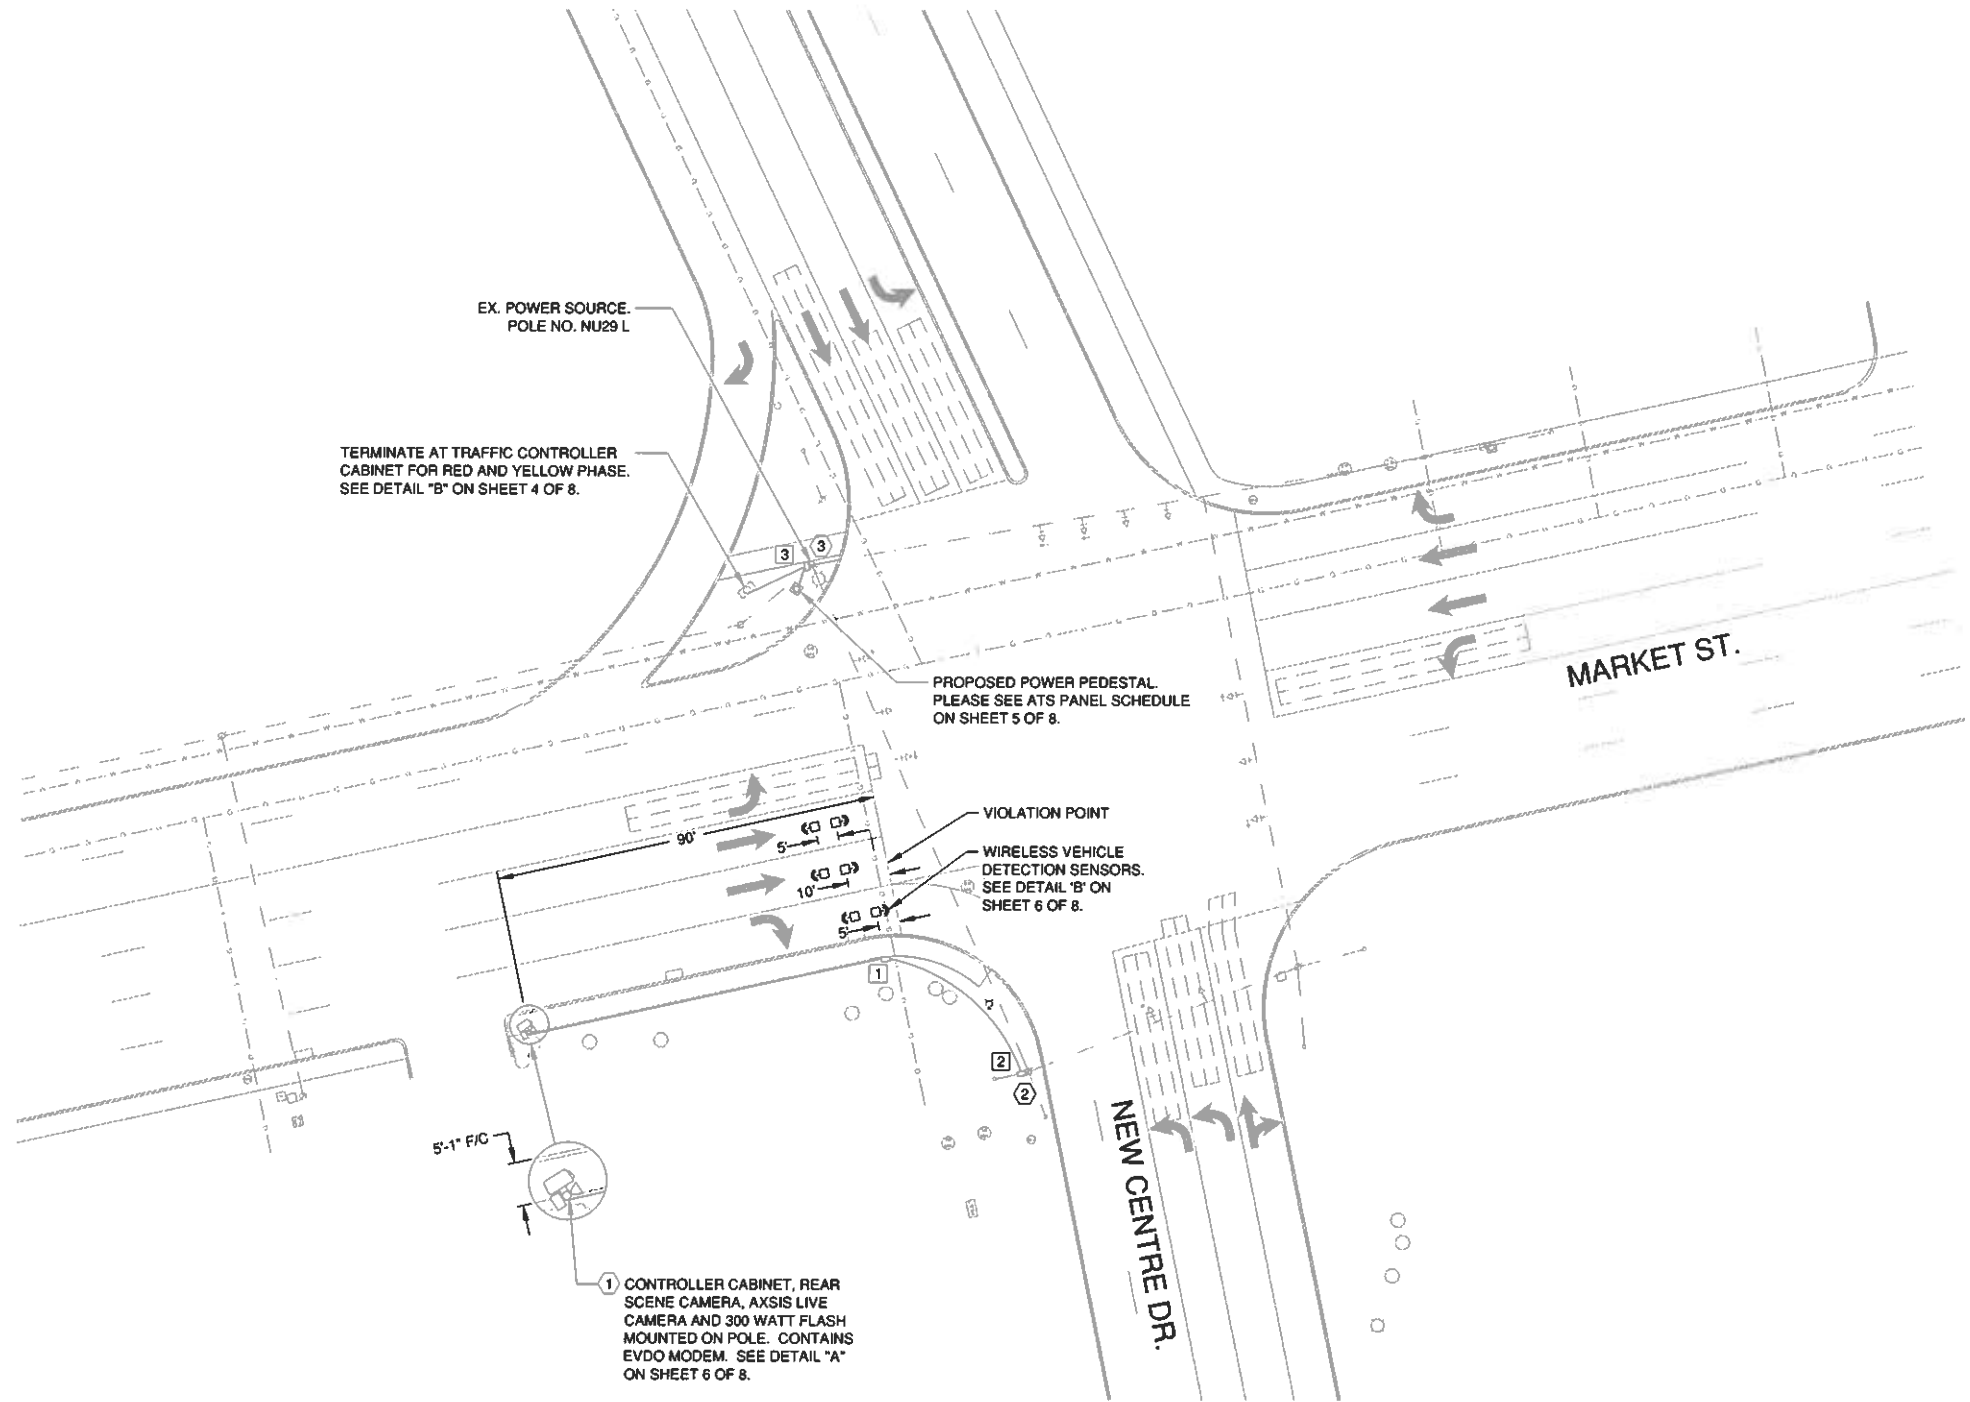 EX. POWER SOURCE.
POLE NO. NU29 L
TERMINATE AT TRAFFIC CONTROLLER
CABINET FOR RED AND YELLOW PHASE.
SEE DETAIL "B" ON SHEET 4 OF 8.
3
3
MARKET ST.
PROPOSED POWER PEDESTAL.
PLEASE SEE ATS PANEL SCHEDULE
ON SHEET 5 OF 8.
VIOLATION POINT
90'
5'
WIRELESS VEHICLE
DETECTION SENSORS.
SEE DETAIL 'B' ON
SHEET 6 OF 8.
10'
5'
1
2
2
NEW CENTRE DR.
5'-1" F/C
1
CONTROLLER CABINET, REAR
SCENE CAMERA, AXSIS LIVE
CAMERA AND 300 WATT FLASH
MOUNTED ON POLE. CONTAINS
EVDO MODEM. SEE DETAIL "A"
ON SHEET 6 OF 8.